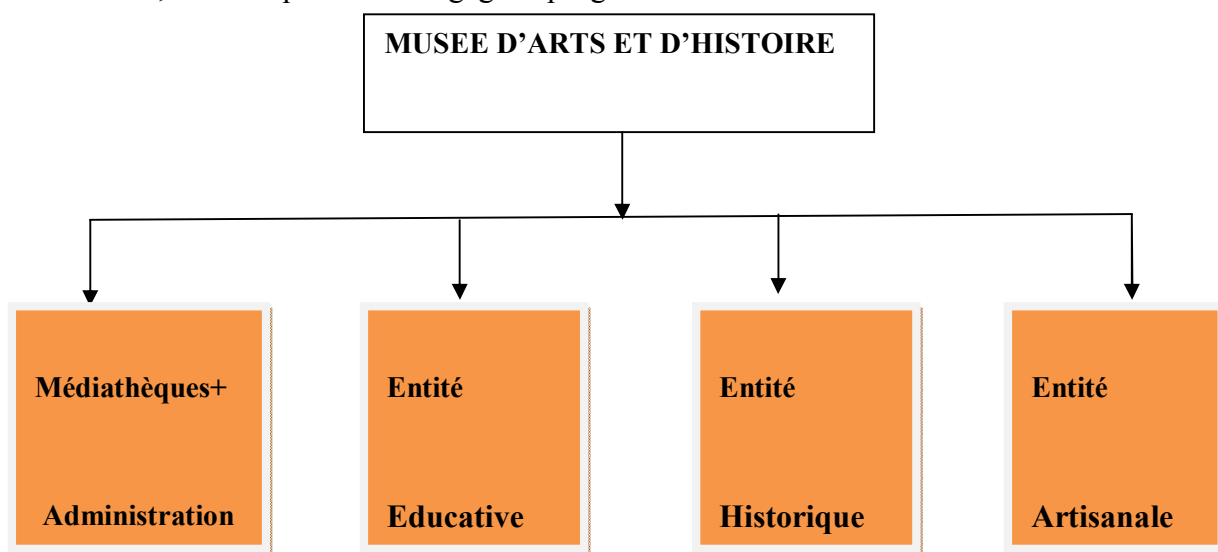 MUSEE D'ARTS ET D'HISTOIRE
Médiathèques+
Administration
Entité
Educative
Entité
Historique
Entité
Artisanale